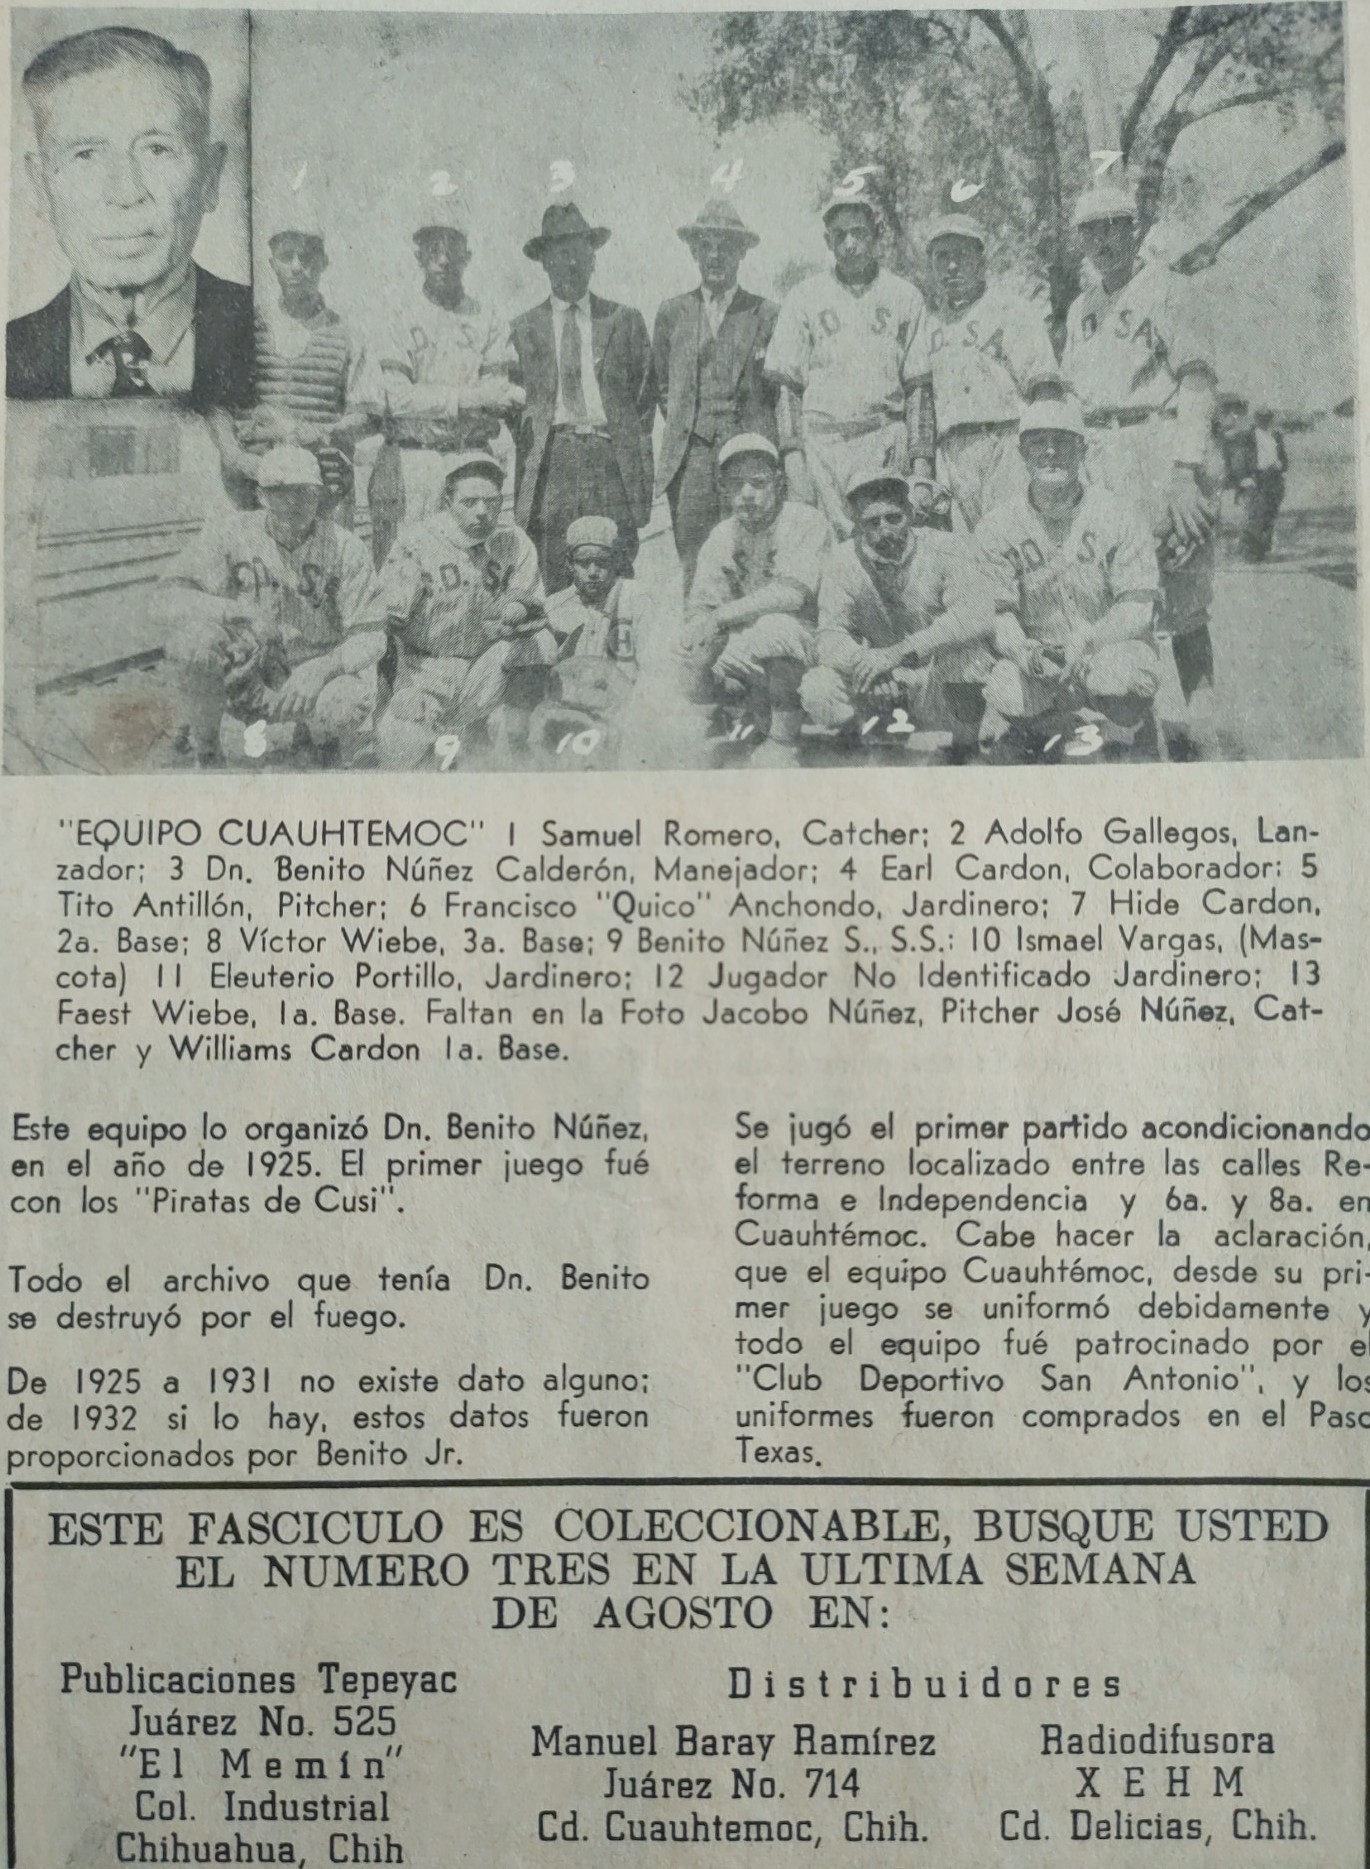 1 2 3 4 5 6 7
D. S.
D S
D. SA.
D SA
CD. S
D. S.
D. S
8 9 10 11 12 13
"EQUIPO CUAUHTEMOC" 1 Samuel Romero, Catcher; 2 Adolfo Gallegos, Lan-
zador; 3 Dn. Benito Núñez Calderón, Manejador; 4 Earl Cardon, Colaborador; 5
Tito Antillón, Pitcher; 6 Francisco "Quico" Anchondo, Jardinero; 7 Hide Cardon,
2a. Base; 8 Víctor Wiebe, 3a. Base; 9 Benito Núñez S., S.S.: 10 Ismael Vargas, (Mas-
cota) 11 Eleuterio Portillo, Jardinero; 12 Jugador No Identificado Jardinero; 13
Faest Wiebe, 1a. Base. Faltan en la Foto Jacobo Núñez, Pitcher José Núñez, Cat-
cher y Williams Cardon 1a. Base.
Este equipo lo organizó Dn. Benito Núñez,
en el año de 1925. El primer juego fué
con los "Piratas de Cusi".
Todo el archivo que tenía Dn. Benito
se destruyó por el fuego.
De 1925 a 1931 no existe dato alguno;
de 1932 si lo hay, estos datos fueron
proporcionados por Benito Jr.
Se jugó el primer partido acondicionando
el terreno localizado entre las calles Re-
forma e Independencia y 6a. y 8a. en
Cuauhtémoc. Cabe hacer la aclaración,
que el equipo Cuauhtémoc, desde su pri-
mer juego se uniformó debidamente y
todo el equipo fué patrocinado por el
"Club Deportivo San Antonio", y los
uniformes fueron comprados en el Paso
Texas.
ESTE FASCICULO ES COLECCIONABLE, BUSQUE USTED
EL NUMERO TRES EN LA ULTIMA SEMANA
DE AGOSTO EN:
Publicaciones Tepeyac
Juárez No. 525
"El Memín"
Col. Industrial
Chihuahua, Chih
Distribuidores
Manuel Baray Ramírez
Juárez No. 714
Cd. Cuauhtemoc, Chih.
Radiodifusora
XEHM
Cd. Delicias, Chih.